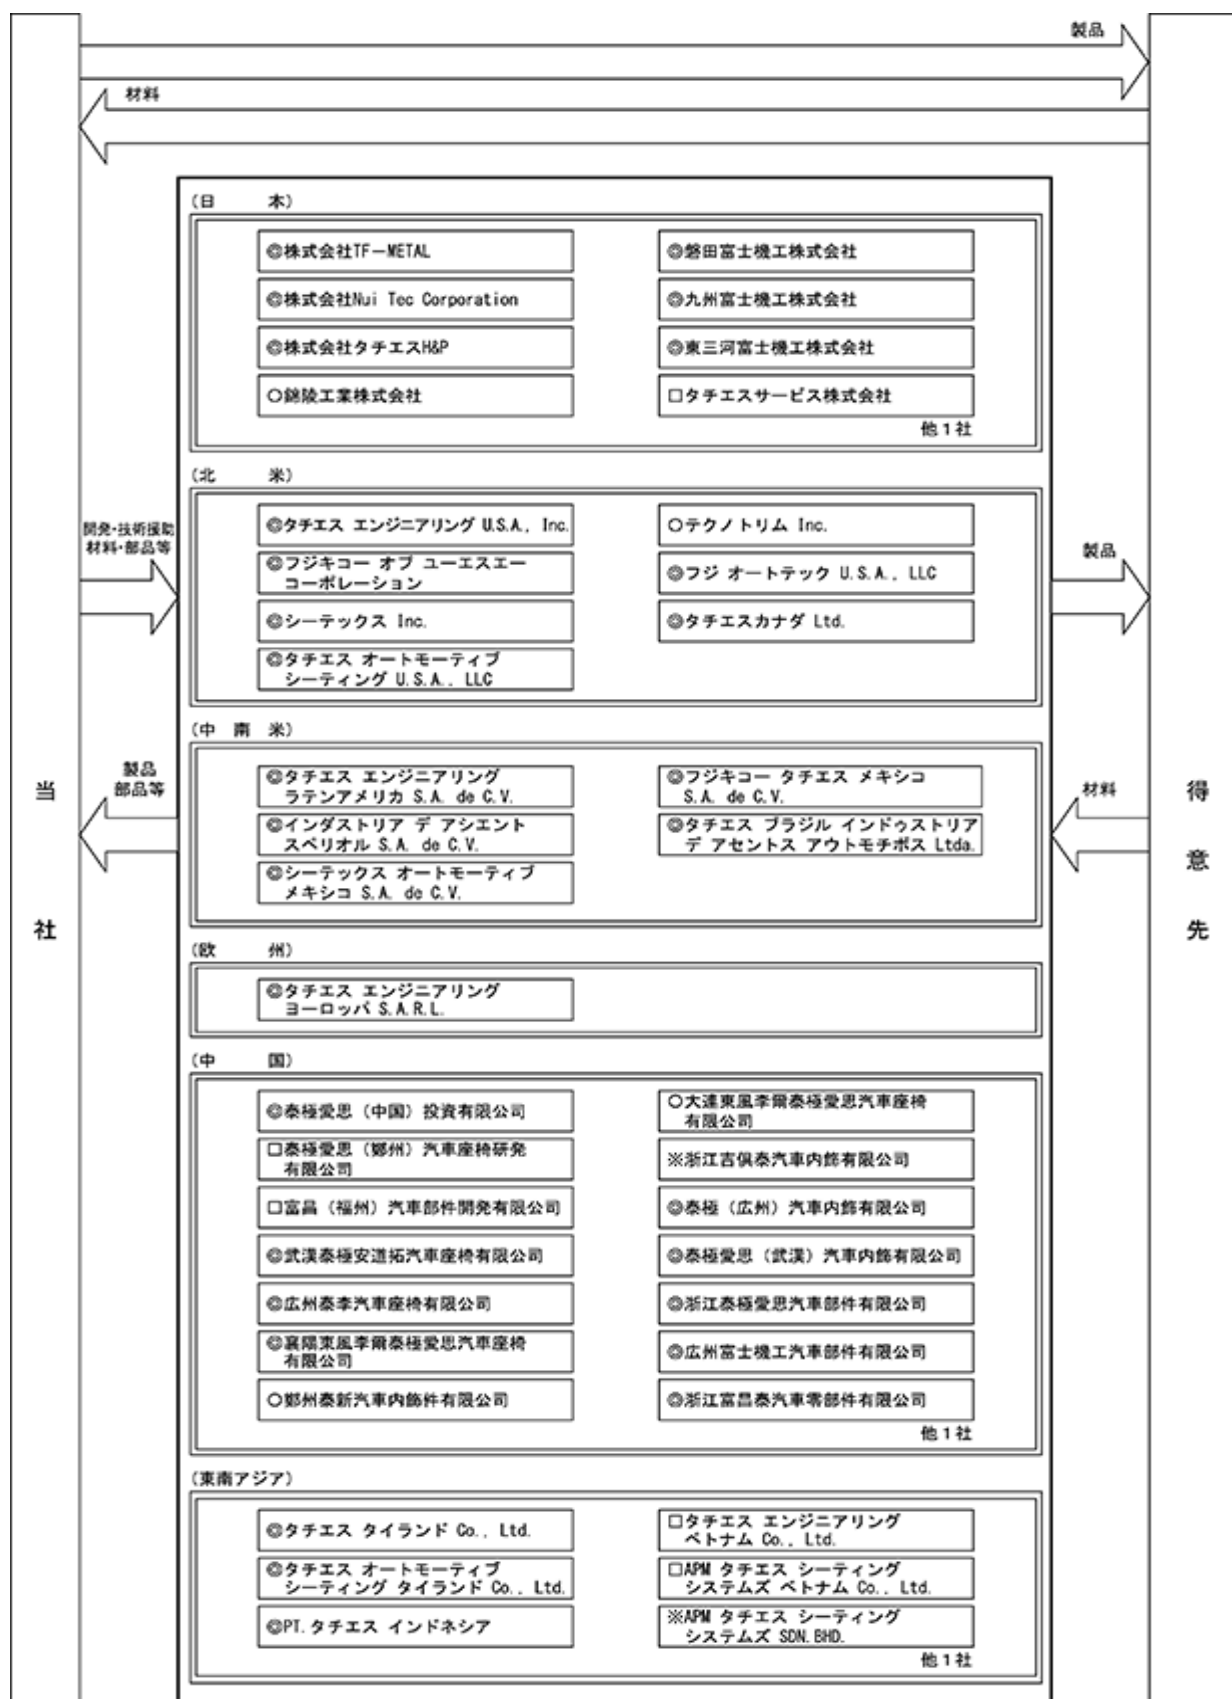 製品
材料
（日　本）
◎株式会社TF－METAL
◎磐田富士機工株式会社
◎株式会社Nui Tec Corporation
◎九州富士機工株式会社
◎株式会社タチエスH&P
◎東三河富士機工株式会社
○錦陵工業株式会社
□タチエスサービス株式会社
他１社
（北　米）
開発・技術援助
材料・部品等
◎タチエス エンジニアリング U.S.A., Inc.
○テクノトリム Inc.
◎フジキコー オブ ユーエスエー
コーポレーション
◎フジ オートテック U.S.A., LLC
製品
◎シーテックス Inc.
◎タチエスカナダ Ltd.
◎タチエス オートモーティブ
シーティング U.S.A., LLC
（中　南　米）
製品
部品等
◎タチエス エンジニアリング
ラテンアメリカ S.A. de C.V.
◎フジキコー タチエス メキシコ
S.A. de C.V.
材料
◎インダストリア デ アシエント
スペリオル S.A. de C.V.
◎タチエス ブラジル インドゥストリア
デ アセントス アウトモチボス Ltda.
◎シーテックス オートモーティブ
メキシコ S.A. de C.V.
当社
得意先
（欧　州）
◎タチエス エンジニアリング
ヨーロッパ S.A.R.L.
（中　国）
◎泰極愛思（中国）投資有限公司
○大連東風李爾泰極愛思汽車座椅
有限公司
□泰極愛思（鄭州）汽車座椅研発
有限公司
※浙江吉俱泰汽車内飾有限公司
□富昌（福州）汽車部件開発有限公司
◎泰極（広州）汽車内飾有限公司
◎武漢泰極安道拓汽車座椅有限公司
◎泰極愛思（武漢）汽車内飾有限公司
◎広州泰李汽車座椅有限公司
◎浙江泰極愛思汽車部件有限公司
◎襄陽東風李爾泰極愛思汽車座椅
有限公司
◎広州富士機工汽車部件有限公司
○鄭州泰新汽車内飾件有限公司
◎浙江富昌泰汽車零部件有限公司
他１社
（東南アジア）
◎タチエス タイランド Co., Ltd.
□タチエス エンジニアリング
ベトナム Co., Ltd.
◎タチエス オートモーティブ
シーティング タイランド Co., Ltd.
□APM タチエス シーティング
システムズ ベトナム Co., Ltd.
◎PT.タチエス インドネシア
※APM タチエス シーティング
システムズ SDN.BHD.
他１社